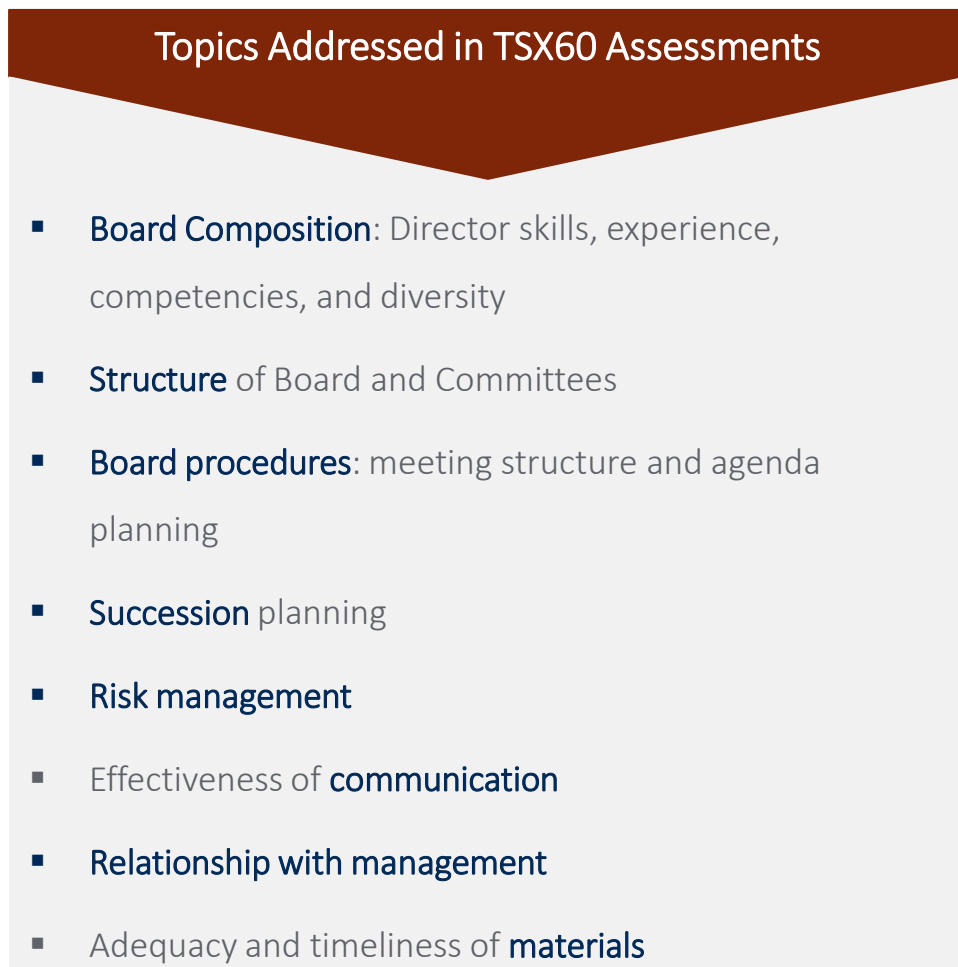 Topics Addressed in TSX60 Assessments
▪ Board Composition: Director skills, experience,
competencies, and diversity
▪ Structure of Board and Committees
▪ Board procedures: meeting structure and agenda
planning
▪ Succession planning
▪ Risk management
▪ Effectiveness of communication
▪ Relationship with management
▪ Adequacy and timeliness of materials